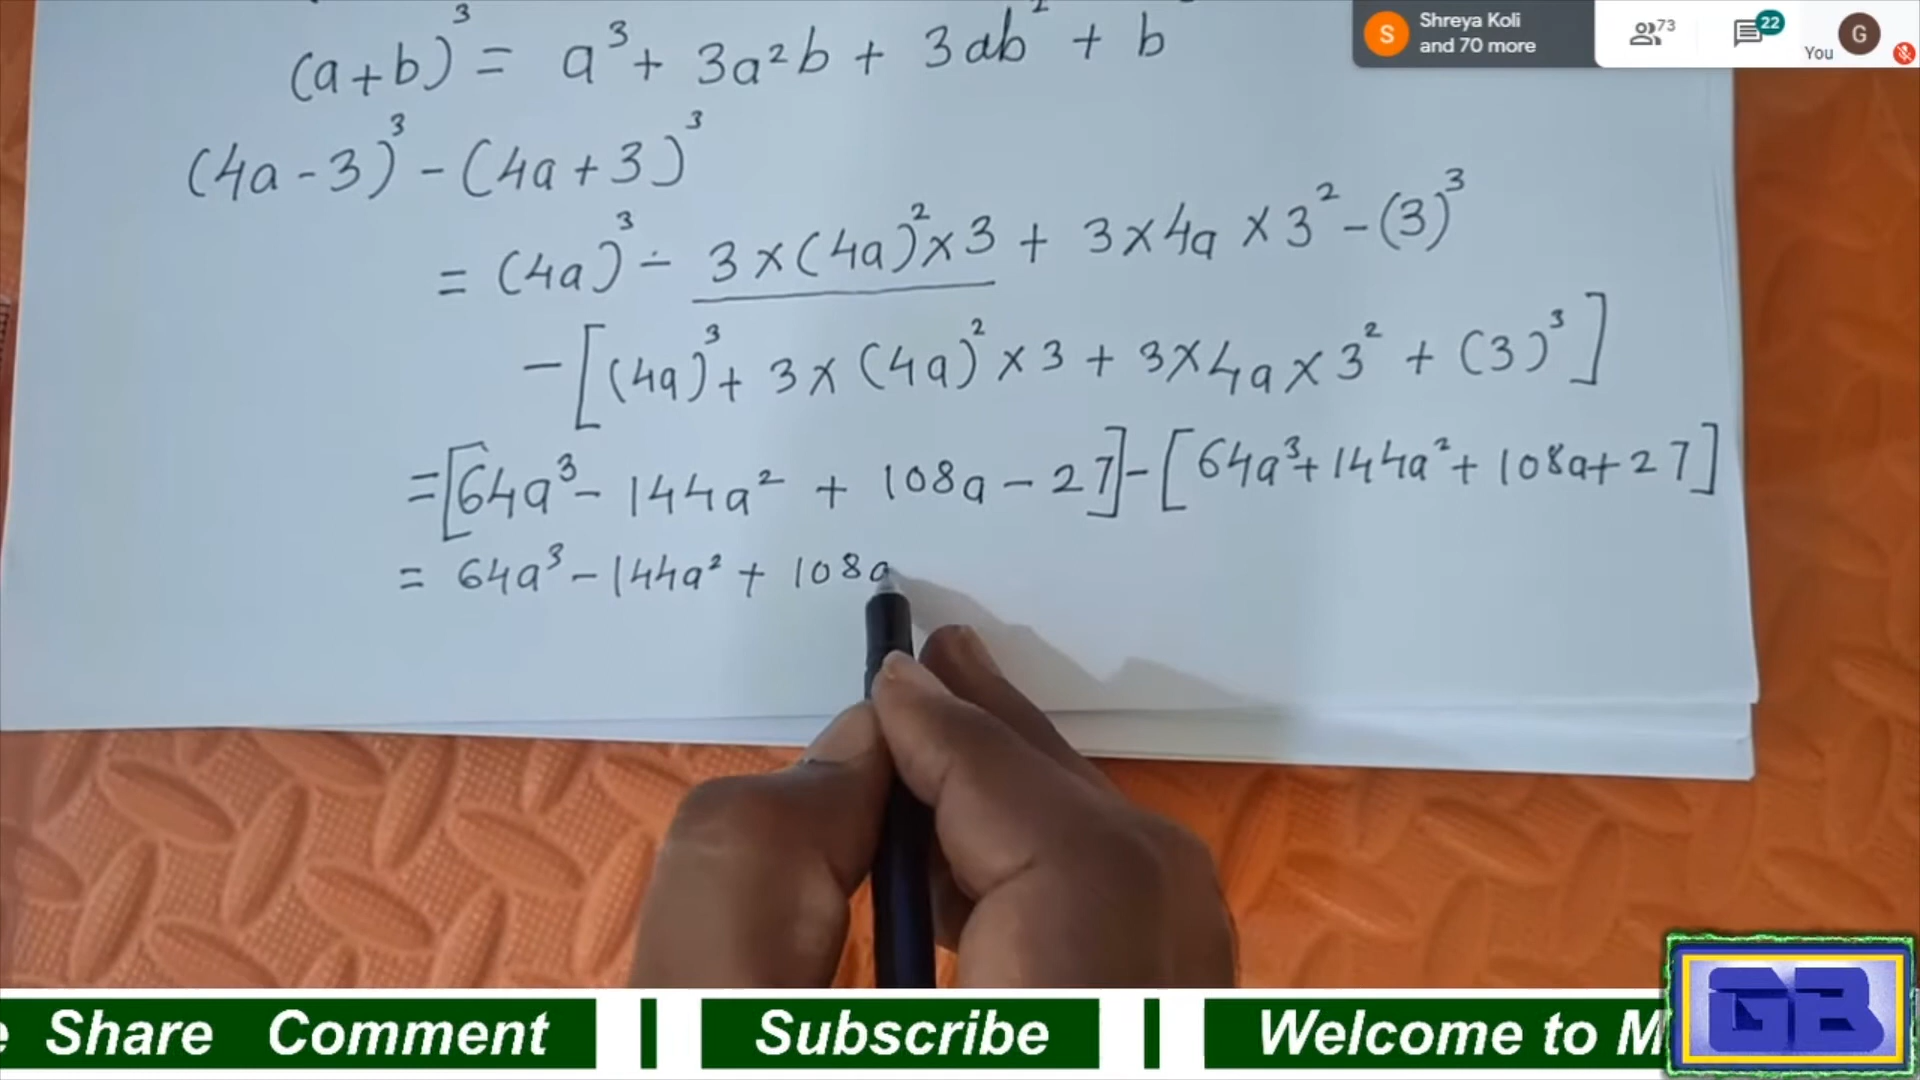 (a+b)³ = a³ + 3a²b + 3ab² + b
(4a-3)³ - (4a+3)³
= (4a)³ - 3×(4a)²×3 + 3×4a×3² - (3)³
- [(4a)³ + 3×(4a)²×3 + 3×4a×3² + (3)³]
= [64a³ - 144a² + 108a - 27] - [64a³ + 144a² + 108a + 27]
= 64a³ - 144a² + 108a
S
Shreya Koli
and 70 more
73
22
You
G
Share Comment
Subscribe
Welcome to M
GB